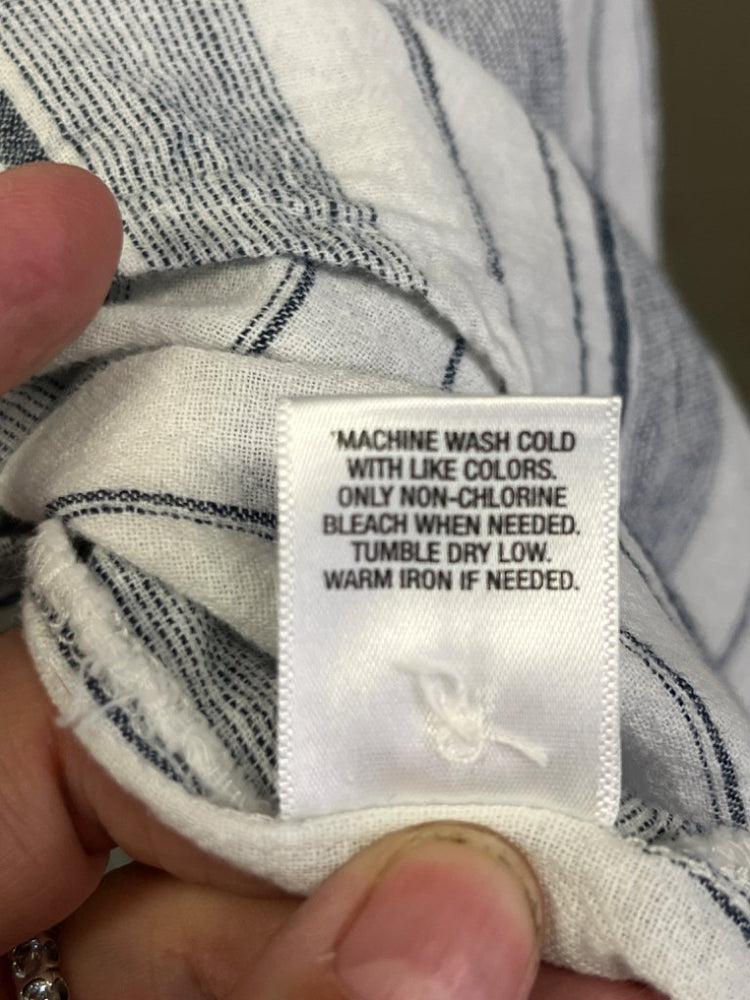 MACHINE WASH COLD
WITH LIKE COLORS.
ONLY NON-CHLORINE
BLEACH WHEN NEEDED.
TUMBLE DRY LOW.
WARM IRON IF NEEDED.